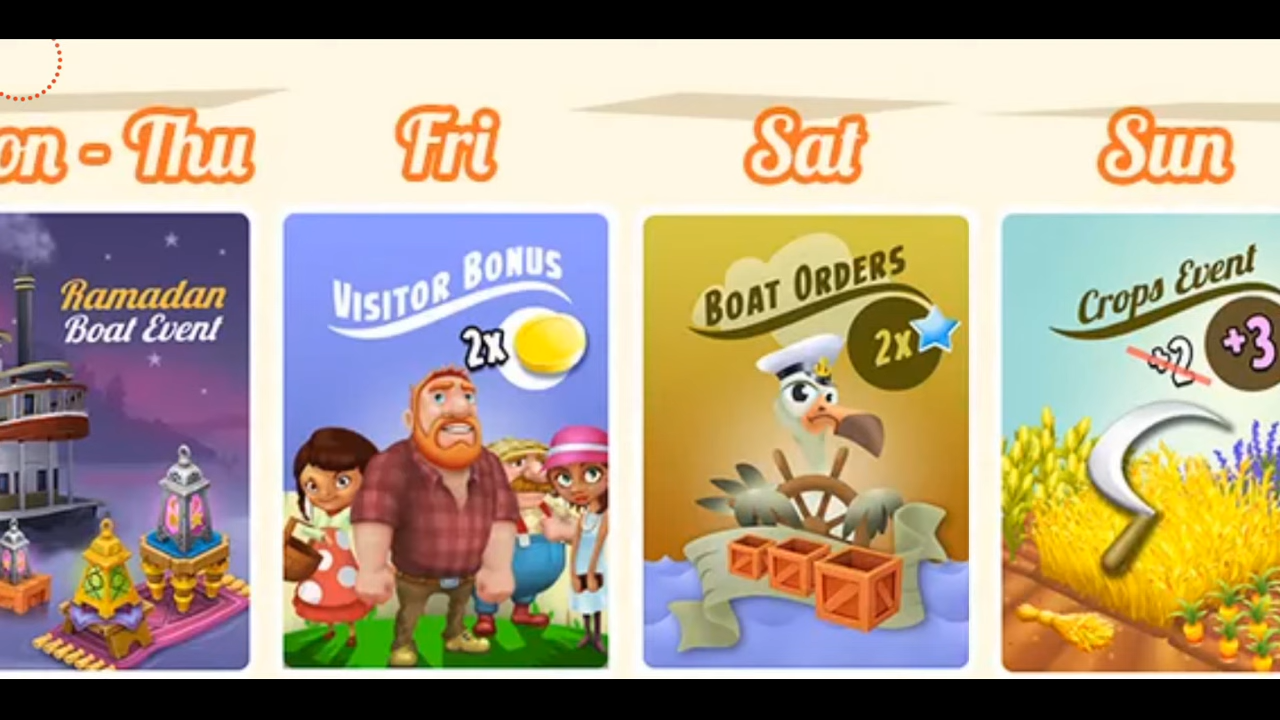 on - Thu
Fri
Sat
Sun
Ramadan
Boat Event
VISITOR BONUS
2x
BOAT ORDERS
2x
Crops Event
+2
+3